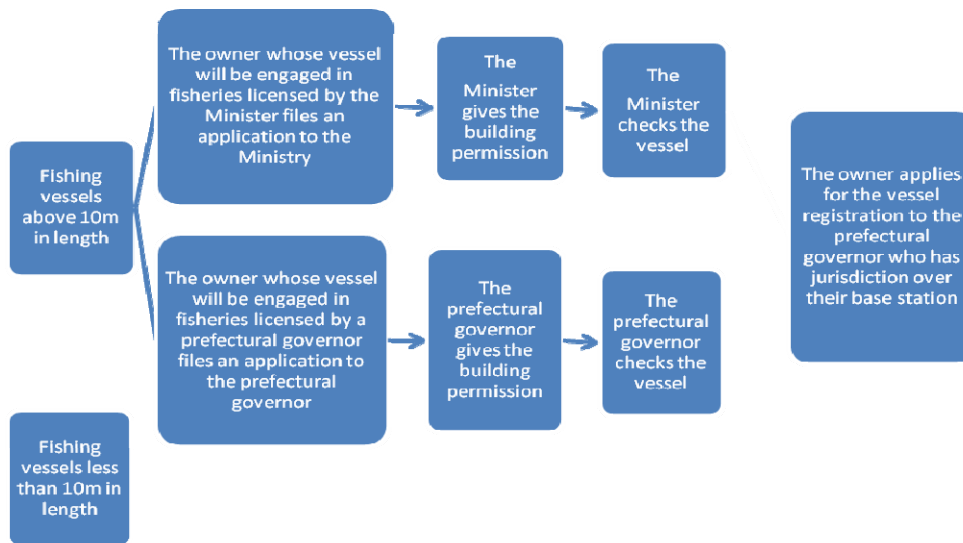 Fishing
vessels
above 10m
in length
The owner whose vessel
will be engaged in
fisheries licensed by the
Minister files an
application to the
Ministry
The
Minister
gives the
building
permission
The
Minister
checks the
vessel
The owner whose vessel
will be engaged in
fisheries licensed by a
prefectural governor
files an application to
the prefectural
governor
The
prefectural
governor
gives the
building
permission
The
prefectural
governor
checks the
vessel
The owner applies
for the vessel
registration to the
prefectural
governor who has
jurisdiction over
their base station
Fishing
vessels less
than 10m in
length